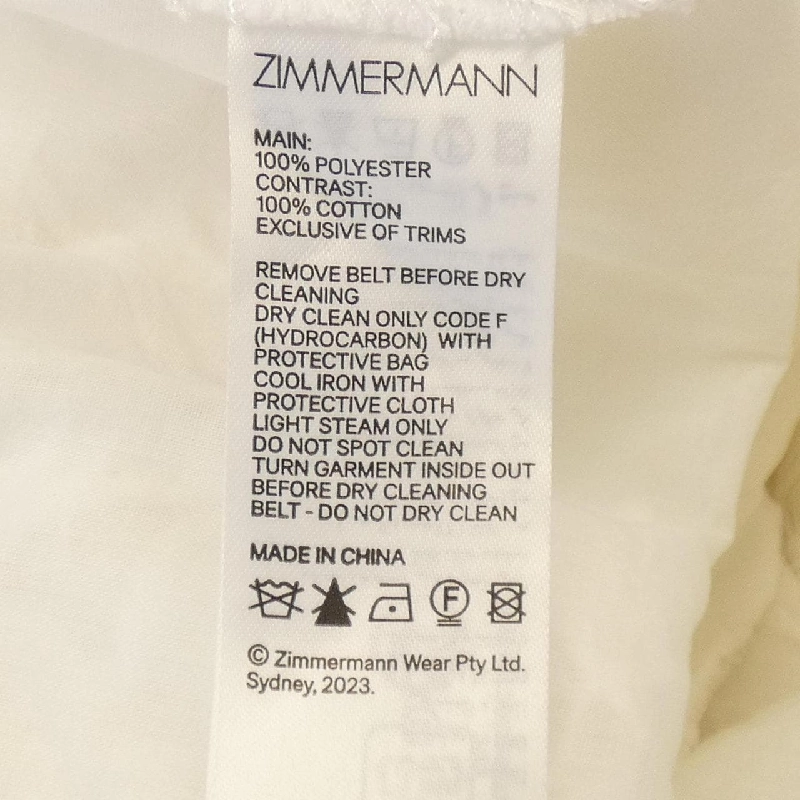 ZIMMERMANN
MAIN:
100% POLYESTER
CONTRAST:
100% COTTON
EXCLUSIVE OF TRIMS
REMOVE BELT BEFORE DRY
CLEANING
DRY CLEAN ONLY CODE F
(HYDROCARBON) WITH
PROTECTIVE BAG
COOL IRON WITH
PROTECTIVE CLOTH
LIGHT STEAM ONLY
DO NOT SPOT CLEAN
TURN GARMENT INSIDE OUT
BEFORE DRY CLEANING
BELT - DO NOT DRY CLEAN
MADE IN CHINA
F
© Zimmermann Wear Pty Ltd.
Sydney, 2023.